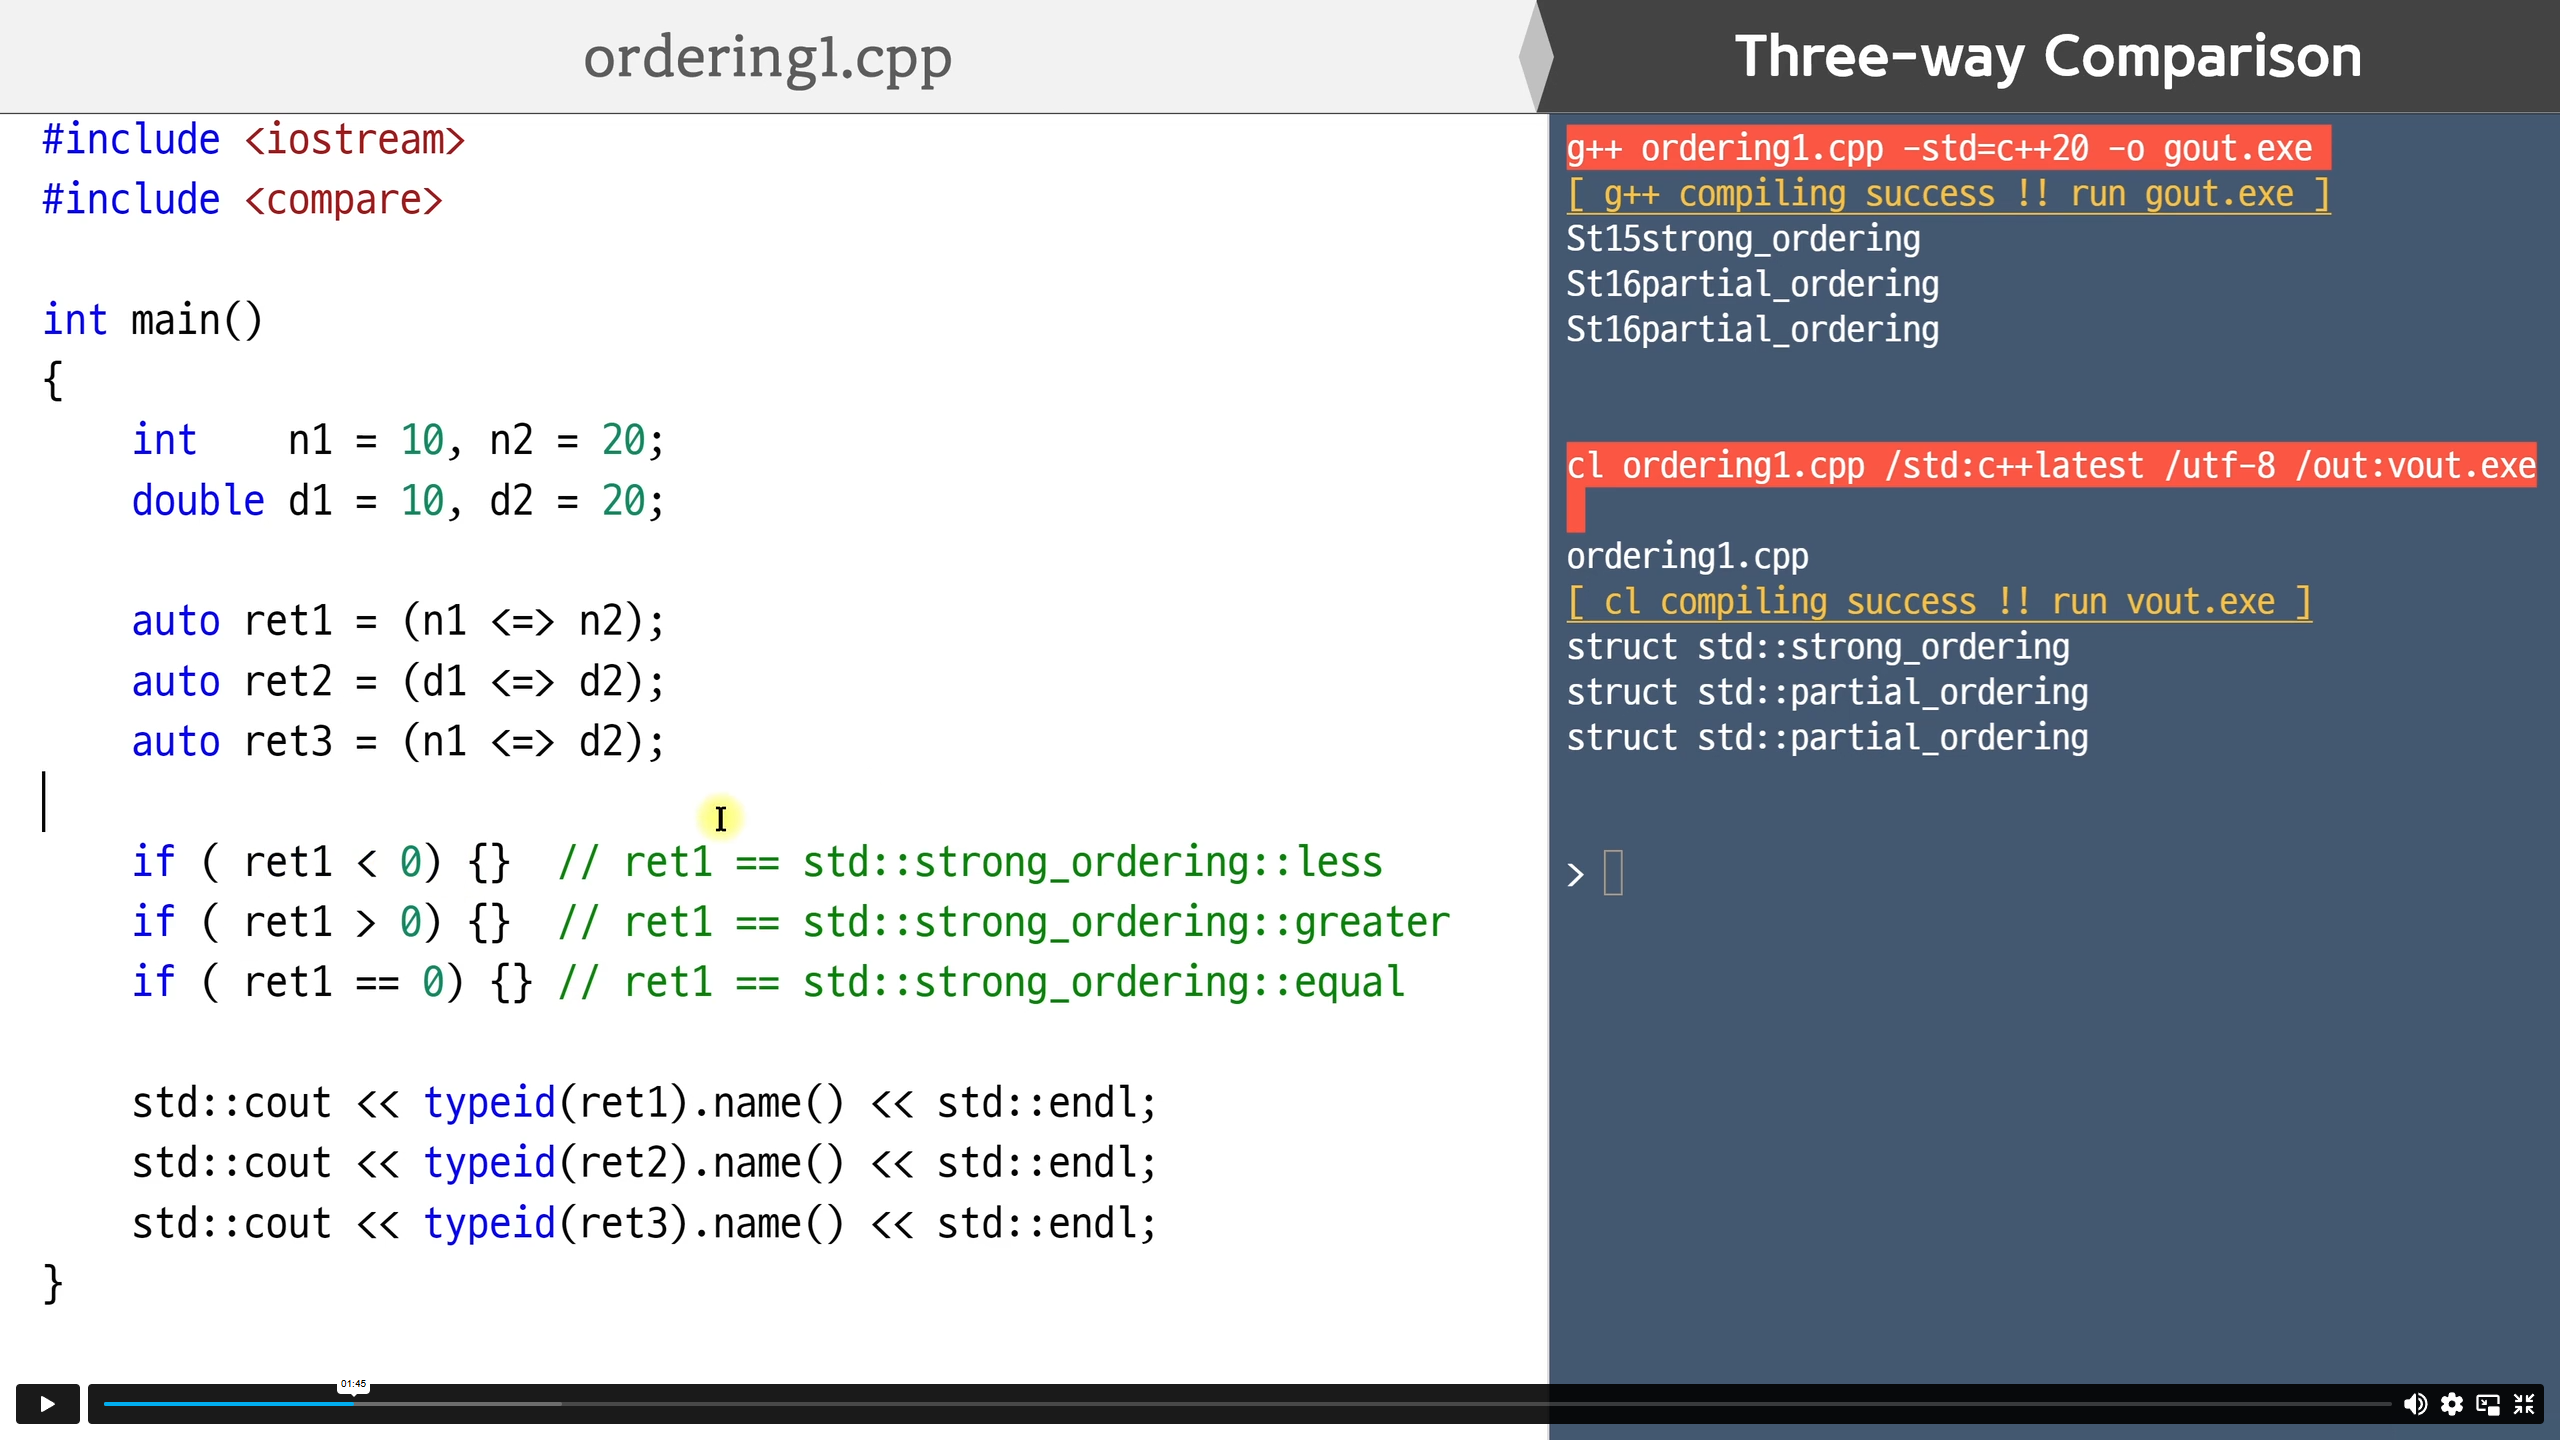 ordering1.cpp
#include <iostream>
#include <compare>
int main()
{
    int    n1 = 10, n2 = 20;
    double d1 = 10, d2 = 20;
    auto ret1 = (n1 <=> n2);
    auto ret2 = (d1 <=> d2);
    auto ret3 = (n1 <=> d2);
    if ( ret1 < 0) {}  // ret1 == std::strong_ordering::less
    if ( ret1 > 0) {}  // ret1 == std::strong_ordering::greater
    if ( ret1 == 0) {} // ret1 == std::strong_ordering::equal
    std::cout << typeid(ret1).name() << std::endl;
    std::cout << typeid(ret2).name() << std::endl;
    std::cout << typeid(ret3).name() << std::endl;
}
Three-way Comparison
g++ ordering1.cpp -std=c++20 -o gout.exe
[ g++ compiling success !! run gout.exe ]
St15strong_ordering
St16partial_ordering
St16partial_ordering
cl ordering1.cpp /std:c++latest /utf-8 /out:vout.exe
ordering1.cpp
[ cl compiling success !! run vout.exe ]
struct std::strong_ordering
struct std::partial_ordering
struct std::partial_ordering
>
01:45